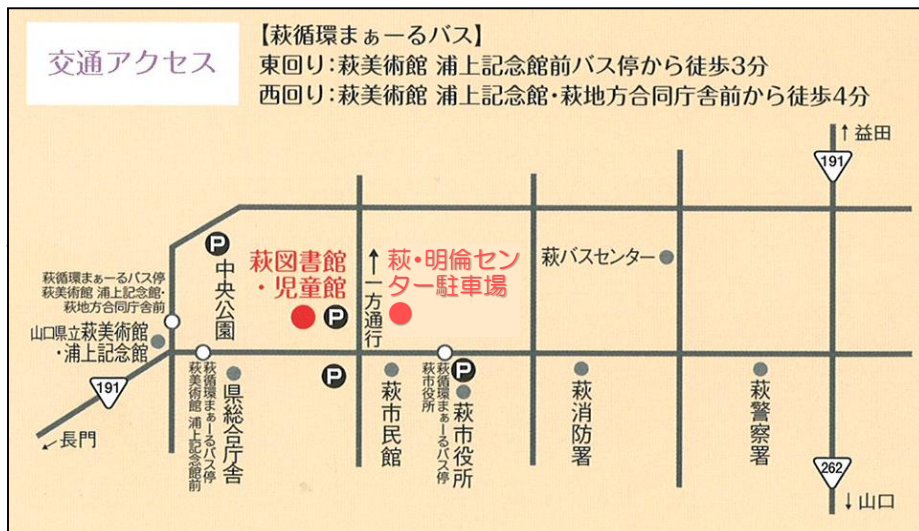 交通アクセス
【萩循環まぁーるバス】
東回り:萩美術館 浦上記念館前バス停から徒歩3分
西回り:萩美術館 浦上記念館・萩地方合同庁舎前から徒歩4分
↑益田
191
P
中央公園
萩図書館
・児童館
P
↑一方通行
萩・明倫セン
ター駐車場
萩バスセンター
萩循環まぁーるバス停
萩美術館 浦上記念館・
萩地方合同庁舎前
山口県立萩美術館
・浦上記念館
191
↙長門
萩循環まぁーるバス停
萩美術館 浦上記念館前
県総合庁舎
P
萩市民館
萩循環まぁーるバス停
萩市役所
P
萩市役所
萩消防署
萩警察署
262
↓山口